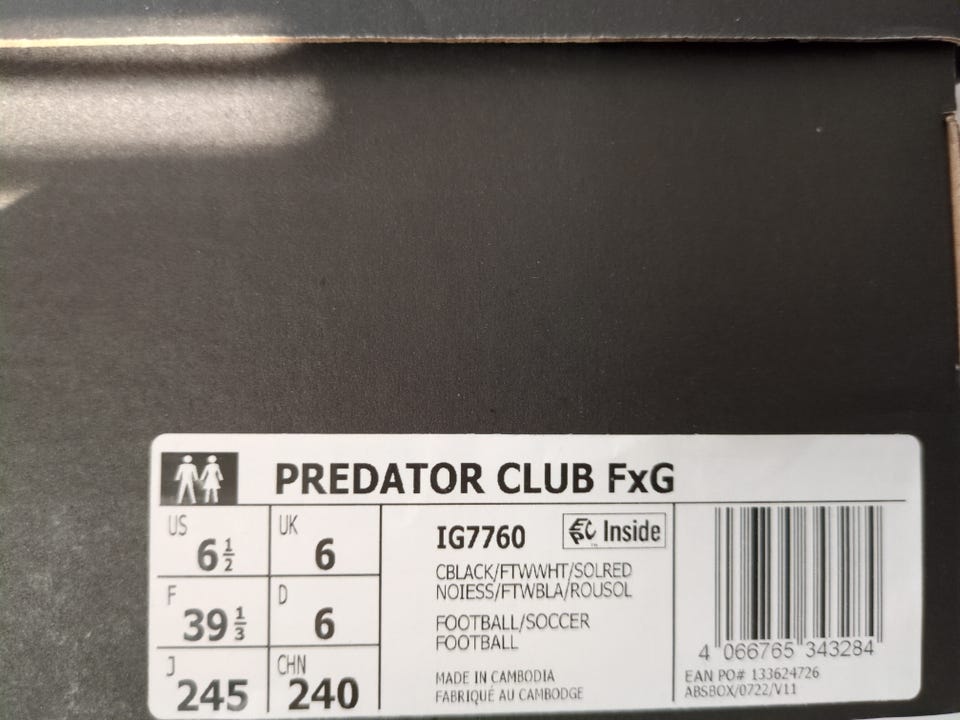 PREDATOR CLUB FxG
US
6 1/2
UK
6
F
39 1/3
D
6
J
245
CHN
240
IG7760
EPC Inside
™
CBLACK/FTWWHT/SOLRED
NOIESS/FTWBLA/ROUSOL
FOOTBALL/SOCCER
FOOTBALL
MADE IN CAMBODIA
FABRIQUÉ AU CAMBODGE
4 066765 343284
EAN PO# 133624726
ABSBOX/0722/V11